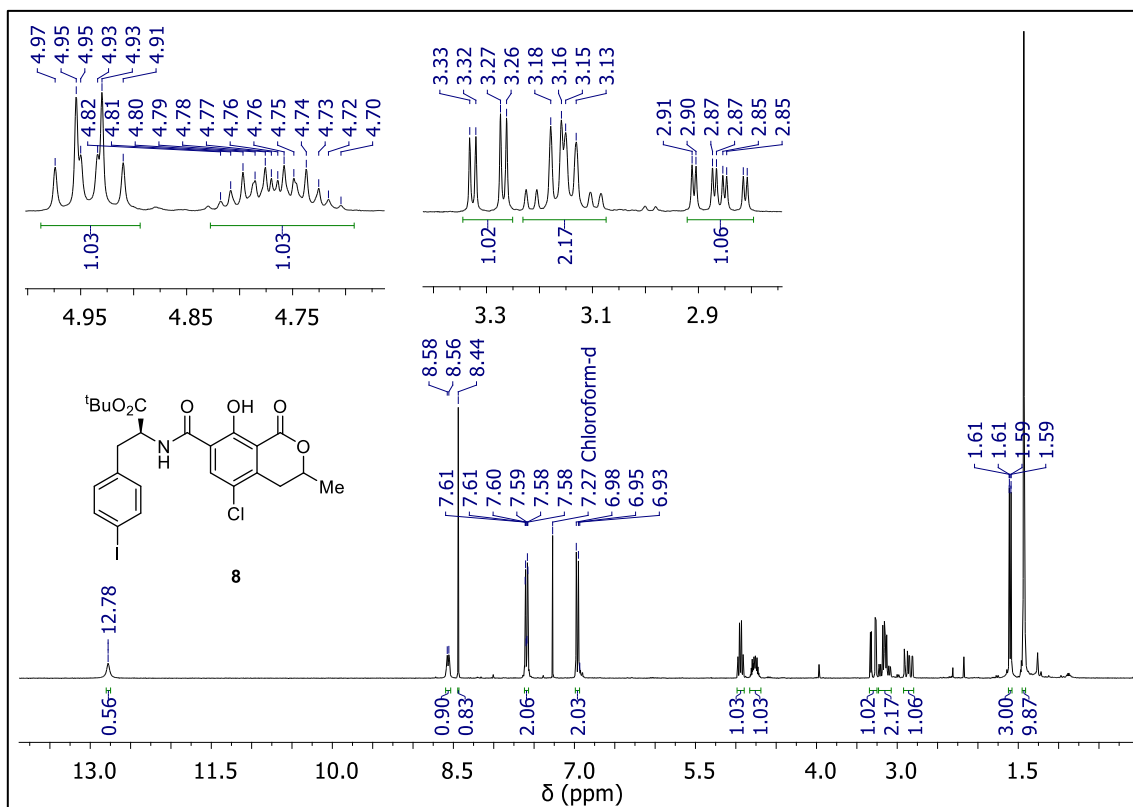 4.97 4.95 4.95 4.93 4.93 4.91
4.82 4.81 4.80 4.79 4.78 4.77 4.76 4.76 4.75 4.74 4.73 4.72 4.70
3.33 3.32 3.27 3.26 3.18 3.16 3.15 3.13
2.91 2.90 2.87 2.87 2.85 2.85
1.03 1.03
4.95 4.85 4.75
1.02 2.17 1.06
3.3 3.1 2.9
8.58 8.56 8.44
7.61 7.61 7.60 7.59 7.58 7.58 7.27 Chloroform-d 6.98 6.95 6.93
1.61 1.61 1.59 1.59
12.78
tBuO2C O OH O
N
H
O
Me
Cl
I
8
0.56 0.90 0.83 2.06 2.03 1.03 1.03 1.02 2.17 1.06 3.00 9.87
13.0 11.5 10.0 8.5 7.0 5.5 4.0 3.0 1.5
δ (ppm)